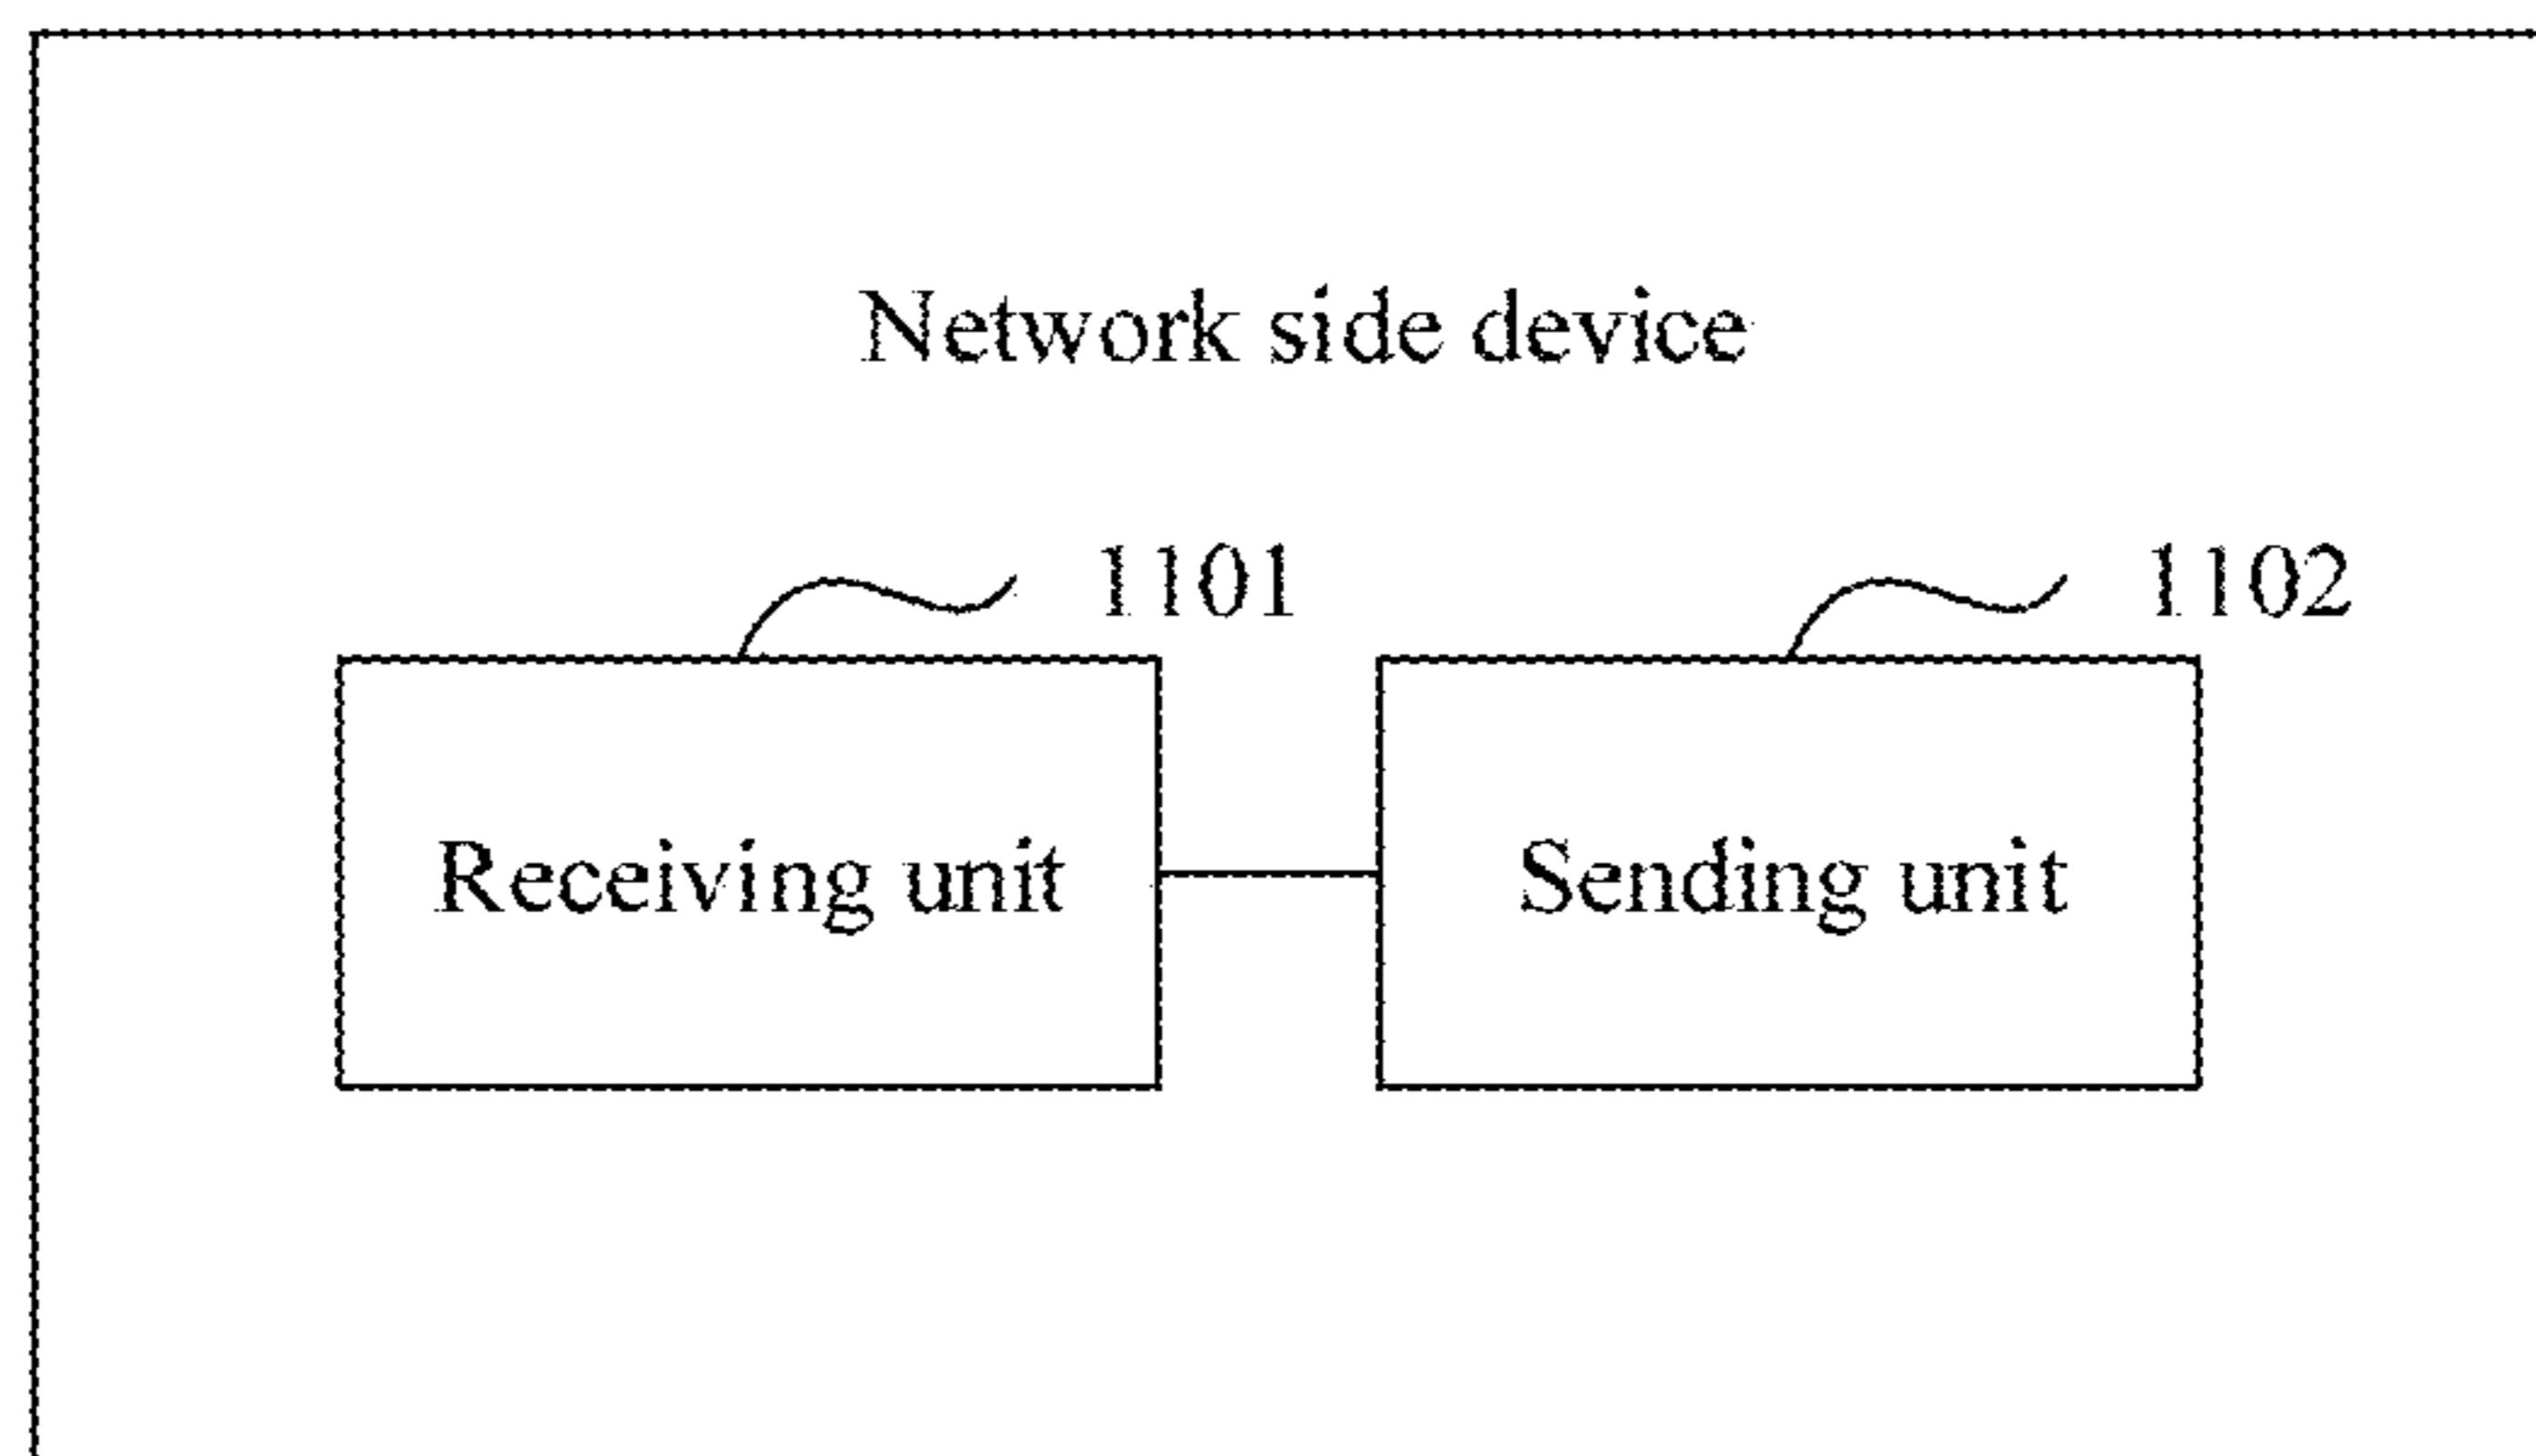 Network side device
1101
1102
Receiving unit
Sending unit